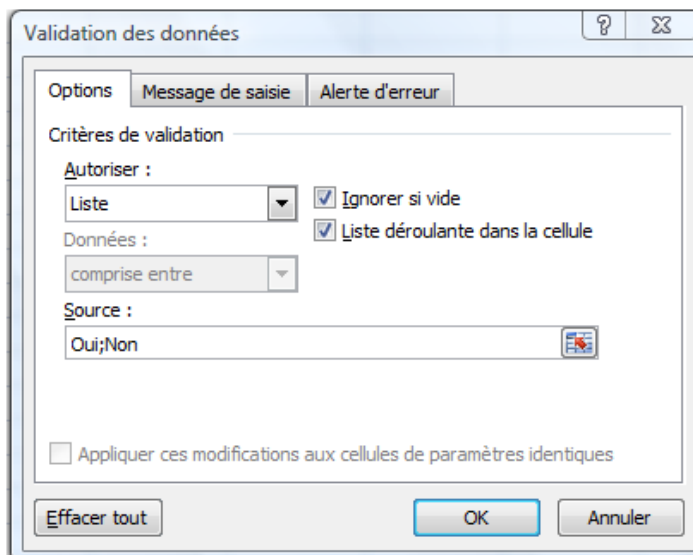 Validation des données
Options Message de saisie Alerte d'erreur
Critères de validation
Autoriser :
Liste
Ignorer si vide
Liste déroulante dans la cellule
Données :
comprise entre
Source :
Oui;Non
Appliquer ces modifications aux cellules de paramètres identiques
Effacer tout OK Annuler